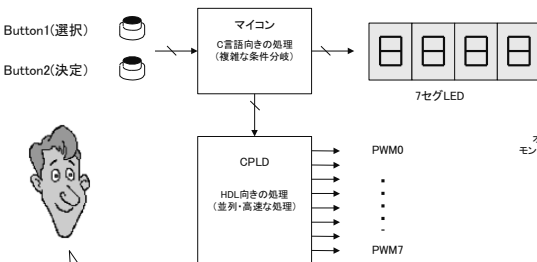 Button1(選択)
Button2(決定)
マイコン
C言語向きの処理
(複雑な条件分岐)
7セグLED
CPLD
HDL向きの処理
(並列・高速な処理)
PWM0
PWM7
モン